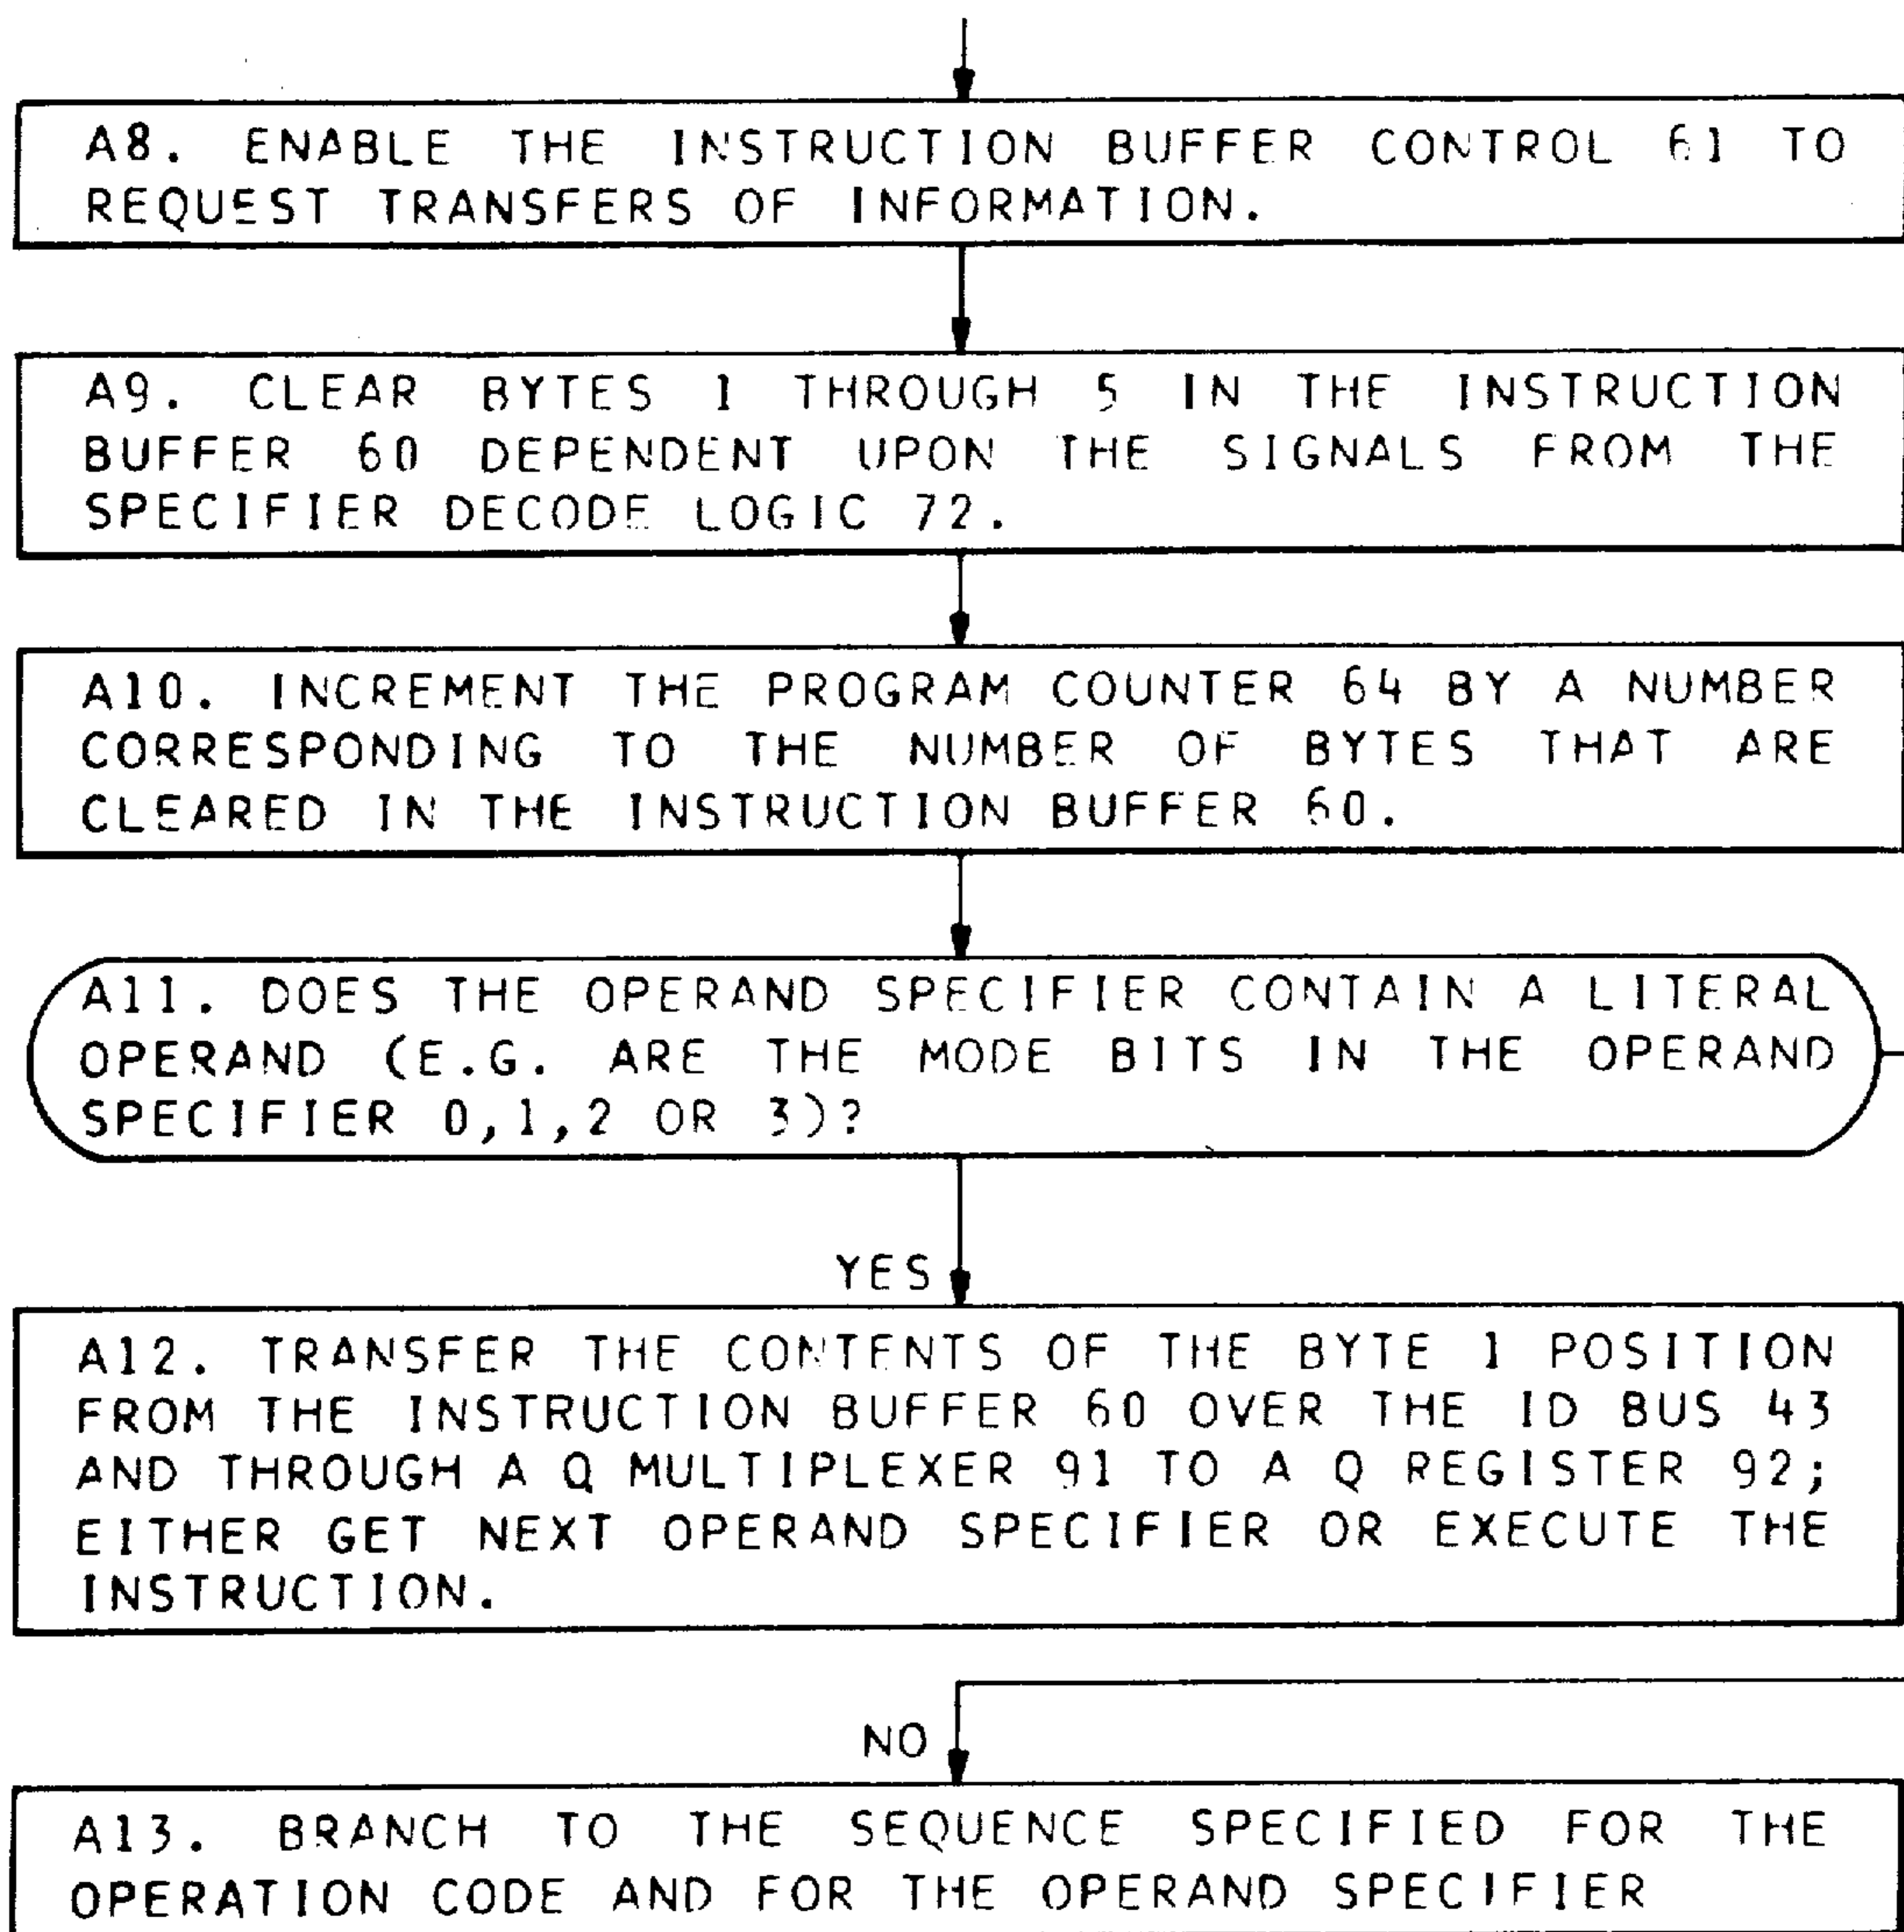 A8. ENABLE THE INSTRUCTION BUFFER CONTROL 61 TO
REQUEST TRANSFERS OF INFORMATION.
A9. CLEAR BYTES 1 THROUGH 5 IN THE INSTRUCTION
BUFFER 60 DEPENDENT UPON THE SIGNALS FROM THE
SPECIFIER DECODE LOGIC 72.
A10. INCREMENT THE PROGRAM COUNTER 64 BY A NUMBER
CORRESPONDING TO THE NUMBER OF BYTES THAT ARE
CLEARED IN THE INSTRUCTION BUFFER 60.
A11. DOES THE OPERAND SPECIFIER CONTAIN A LITERAL
OPERAND (E.G. ARE THE MODE BITS IN THE OPERAND
SPECIFIER 0,1,2 OR 3)?
YES
A12. TRANSFER THE CONTENTS OF THE BYTE 1 POSITION
FROM THE INSTRUCTION BUFFER 60 OVER THE ID BUS 43
AND THROUGH A Q MULTIPLEXER 91 TO A Q REGISTER 92;
EITHER GET NEXT OPERAND SPECIFIER OR EXECUTE THE
INSTRUCTION.
NO
A13. BRANCH TO THE SEQUENCE SPECIFIED FOR THE
OPERATION CODE AND FOR THE OPERAND SPECIFIER